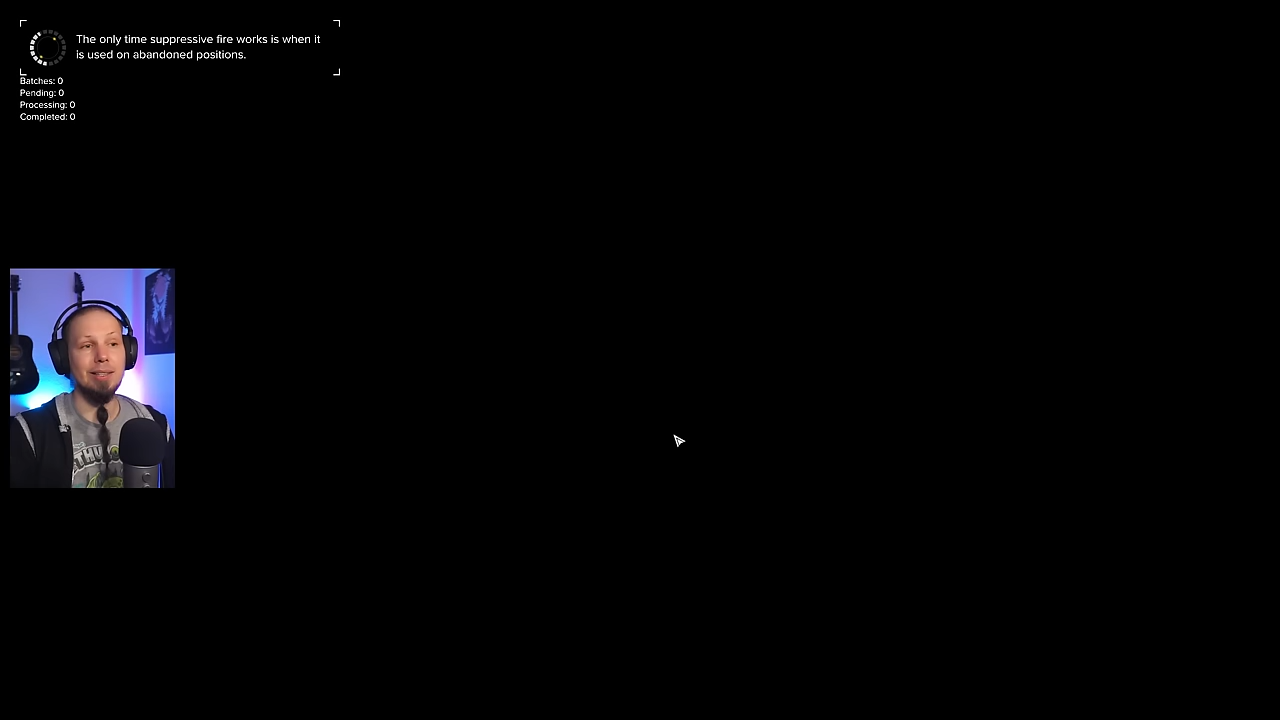 The only time suppressive fire works is when it
is used on abandoned positions.
Batches: 0
Pending: 0
Processing: 0
Completed: 0